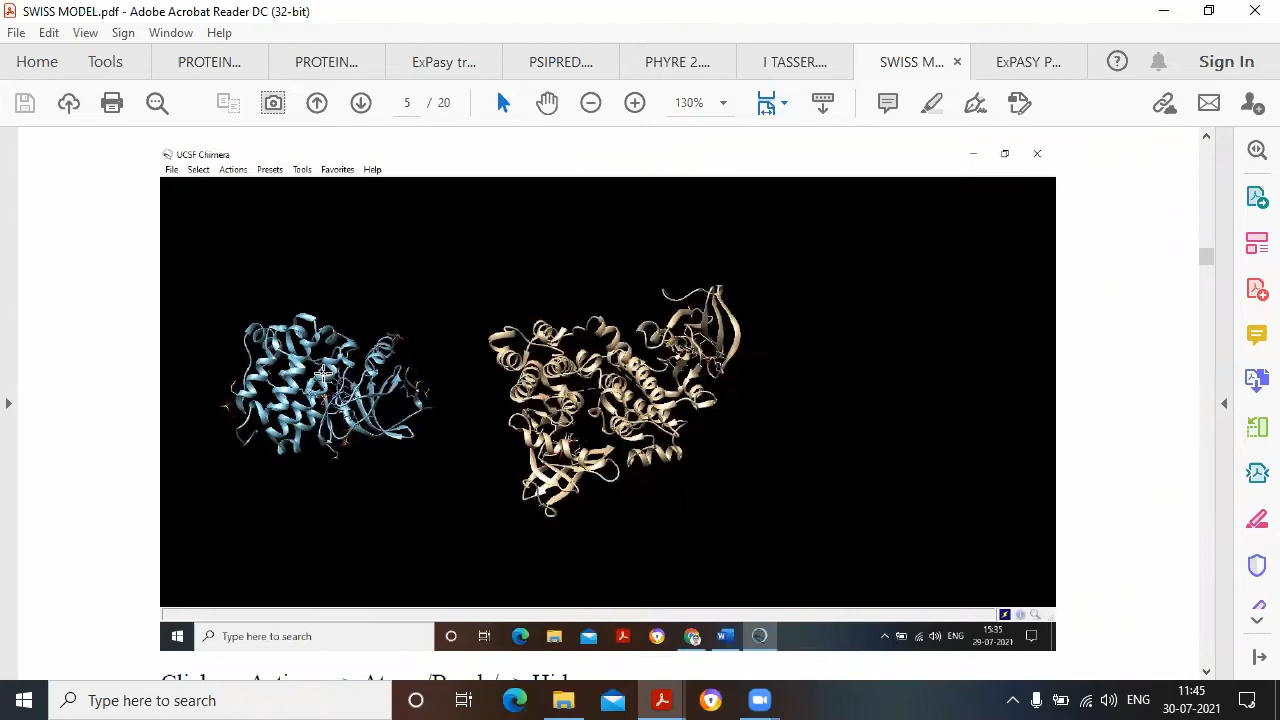 SWISS MODEL.pdf - Adobe Acrobat Reader DC (32-bit)
File Edit View Sign Window Help
Home Tools PROTEIN... PROTEIN... ExPasy tr... PSIPRED.... PHYRE 2.... I TASSER.... SWISS M... ExPASY P... Sign In
5 / 20 130%
UCSF Chimera
File Select Actions Presets Tools Favorites Help
Type here to search ENG 15:35
29-07-2021
Type here to search ENG 11:45
30-07-2021